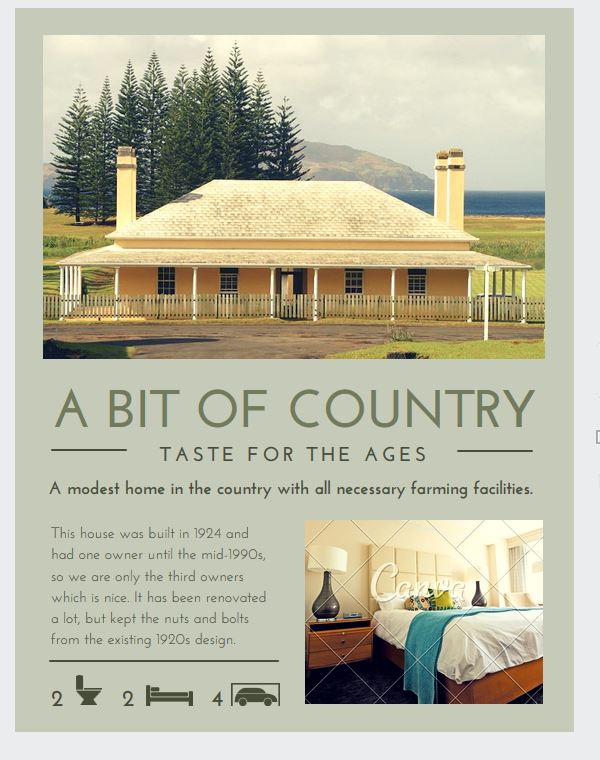 A BIT OF COUNTRY
TASTE FOR THE AGES
A modest home in the country with all necessary farming facilities.
This house was built in 1924 and
had one owner until the mid-1990s,
so we are only the third owners
which is nice. It has been renovated
a lot, but kept the nuts and bolts
from the existing 1920s design.
Canva
2 2 4